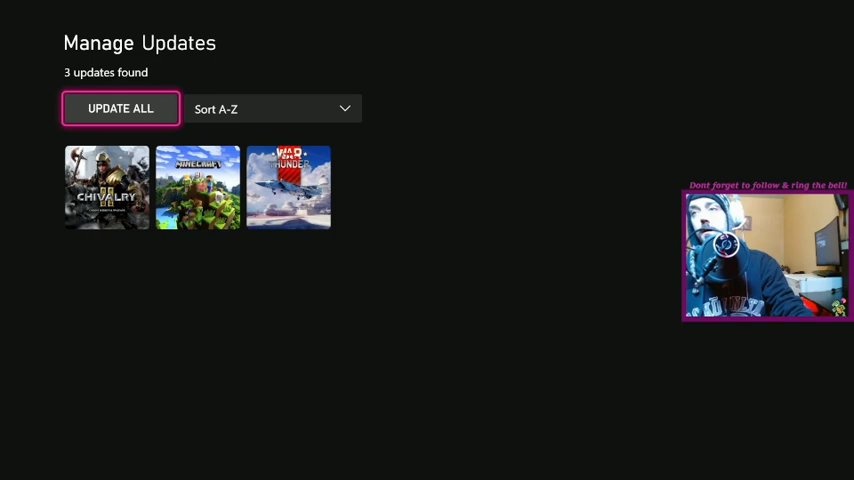 Manage Updates
3 updates found
UPDATE ALL
Sort A-Z
CHIVALRY
II
MINECRAFT
WAR
THUNDER
Dont forget to follow & ring the bell!